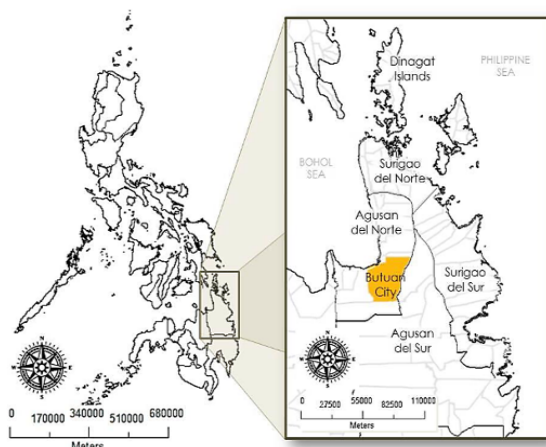 Dinagat
Islands
PHILIPPINE
SEA
BOHOL
SEA
Surigao
del Norte
Agusan
del Norte
Butuan
City
Surigao
del Sur
Agusan
del Sur
0 170000 340000 510000 680000
Meters
0 27500 55000 82500 110000
Meters